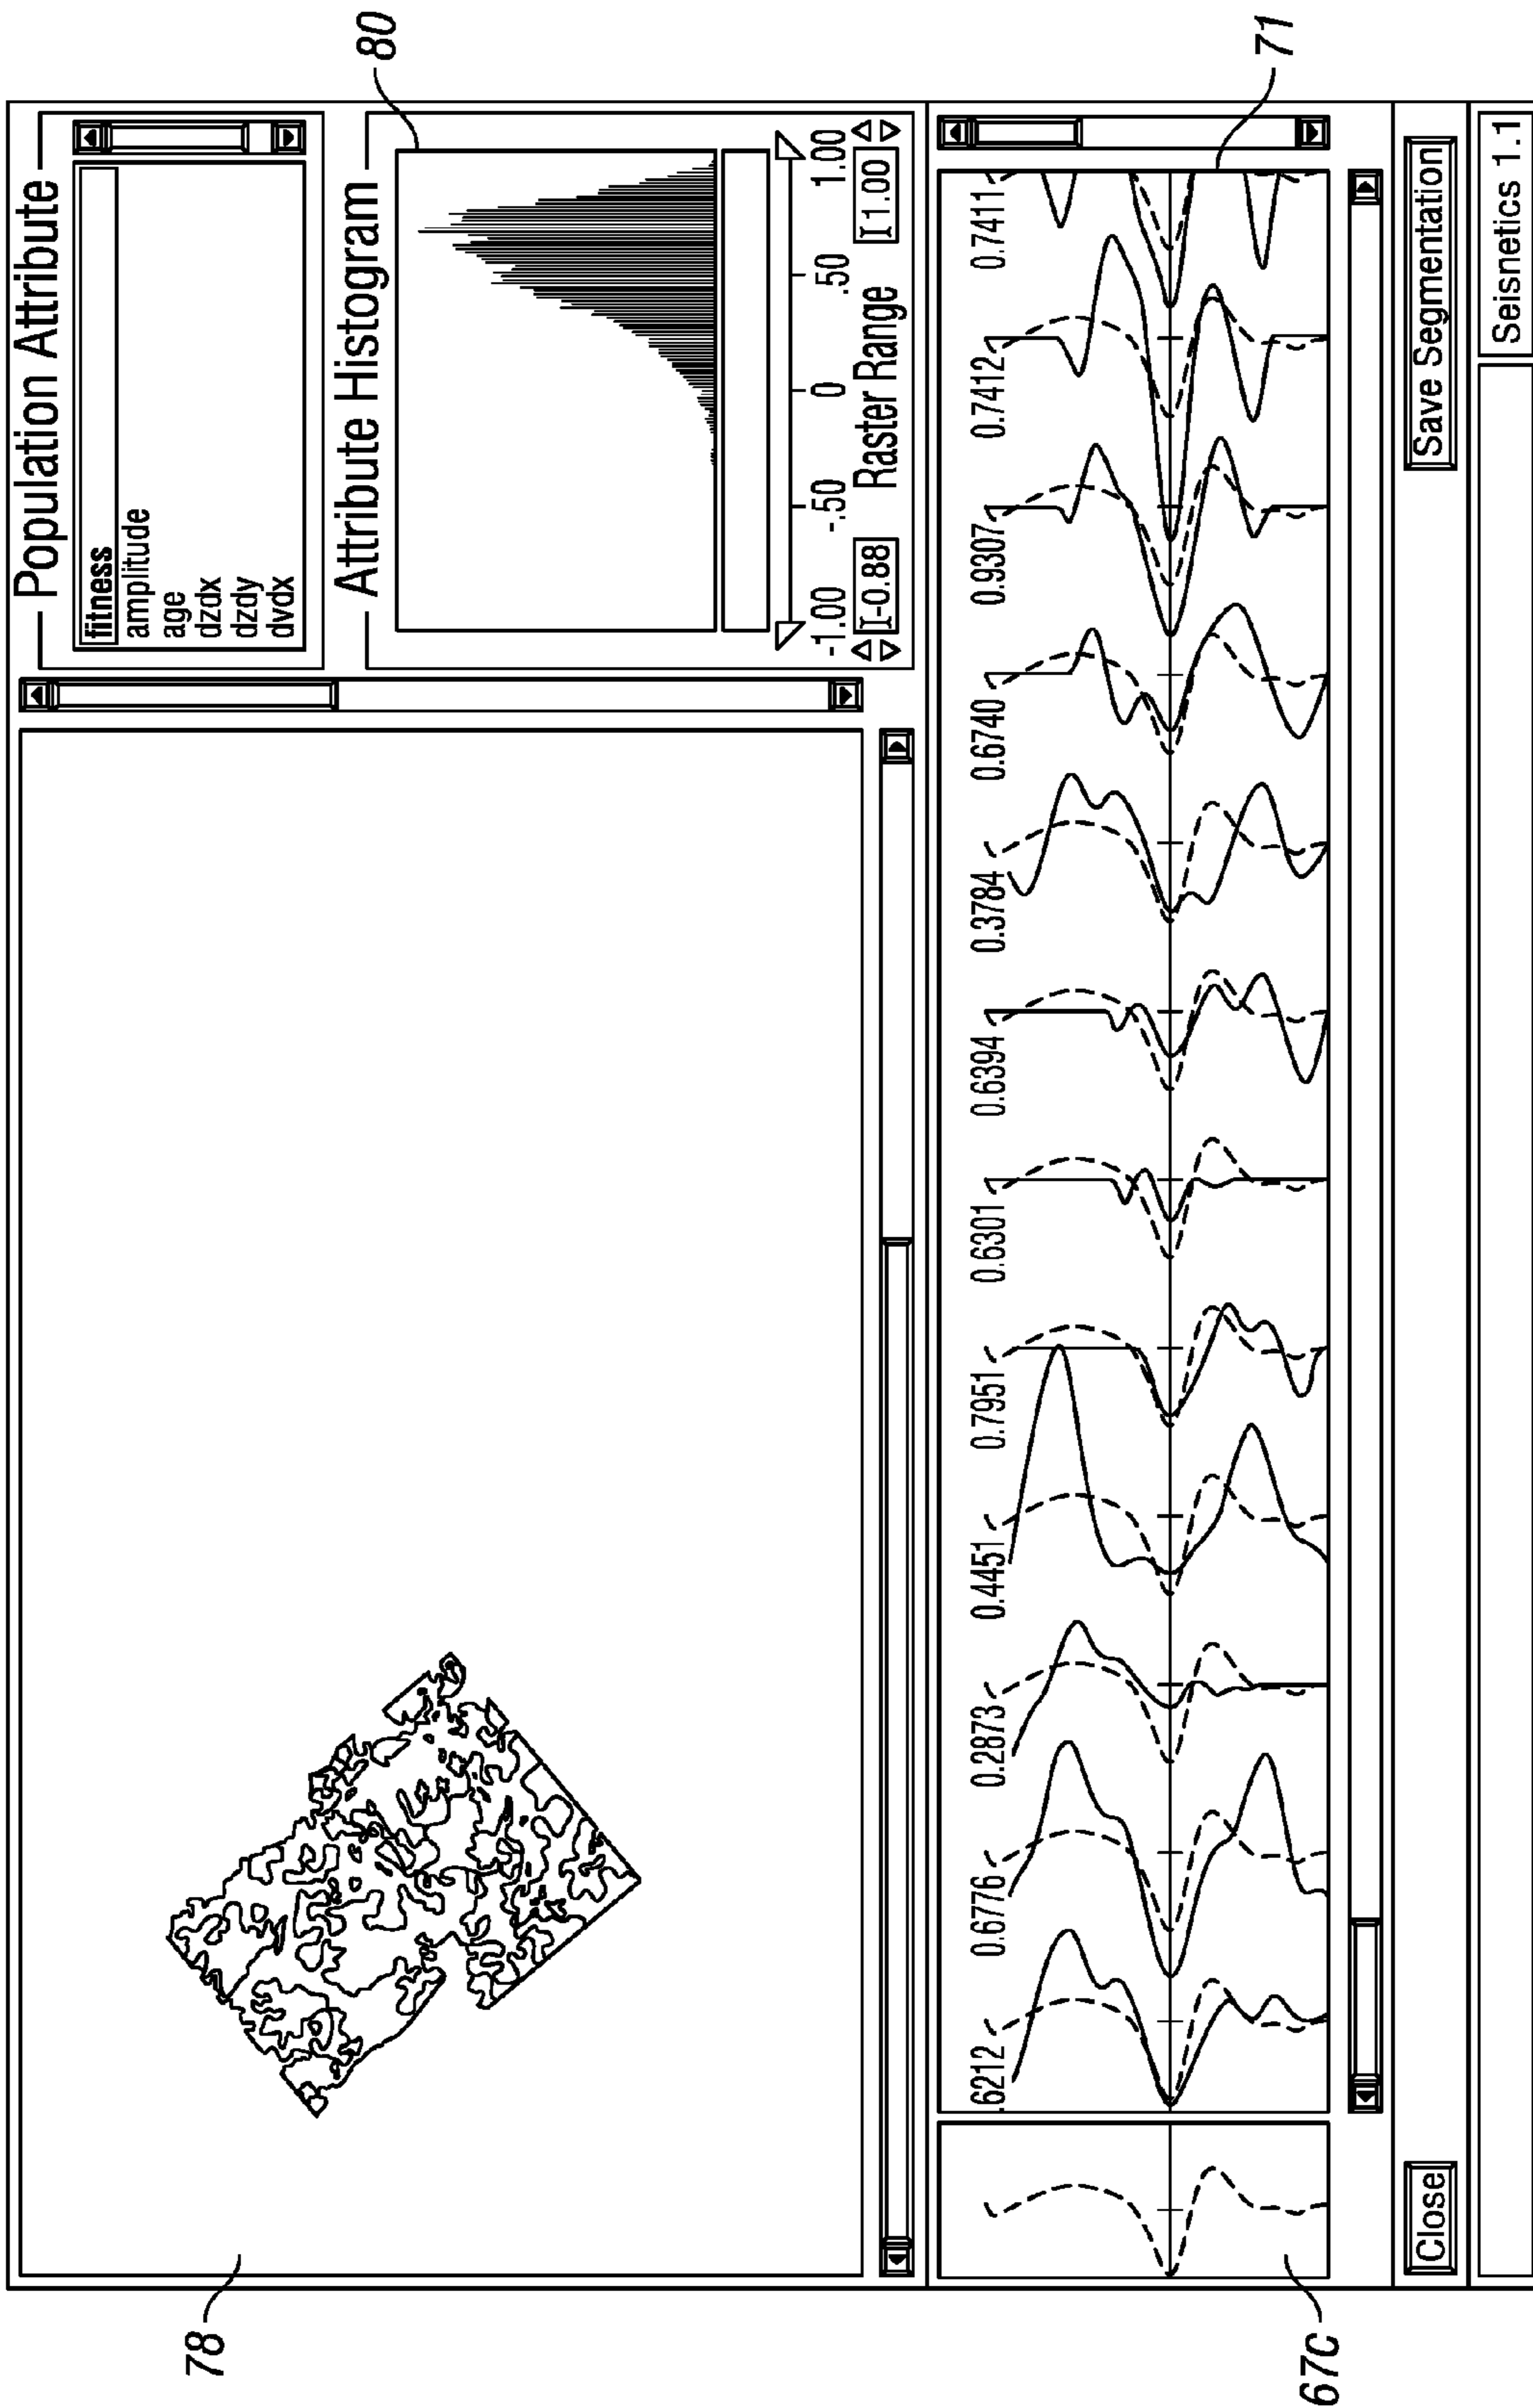 78
Population Attribute
fitness
amplitude
age
dzdx
dzdy
dvdx
Attribute Histogram
80
-1.00 -.50 0 .50 1.00
-0.88 Raster Range 1.00
.6212 0.6776 0.2873 0.4451 0.7951 0.6301 0.6394 0.3784 0.6740 0.9307 0.7412 0.7411
67c
71
Close
Save Segmentation
Seisnetics 1.1